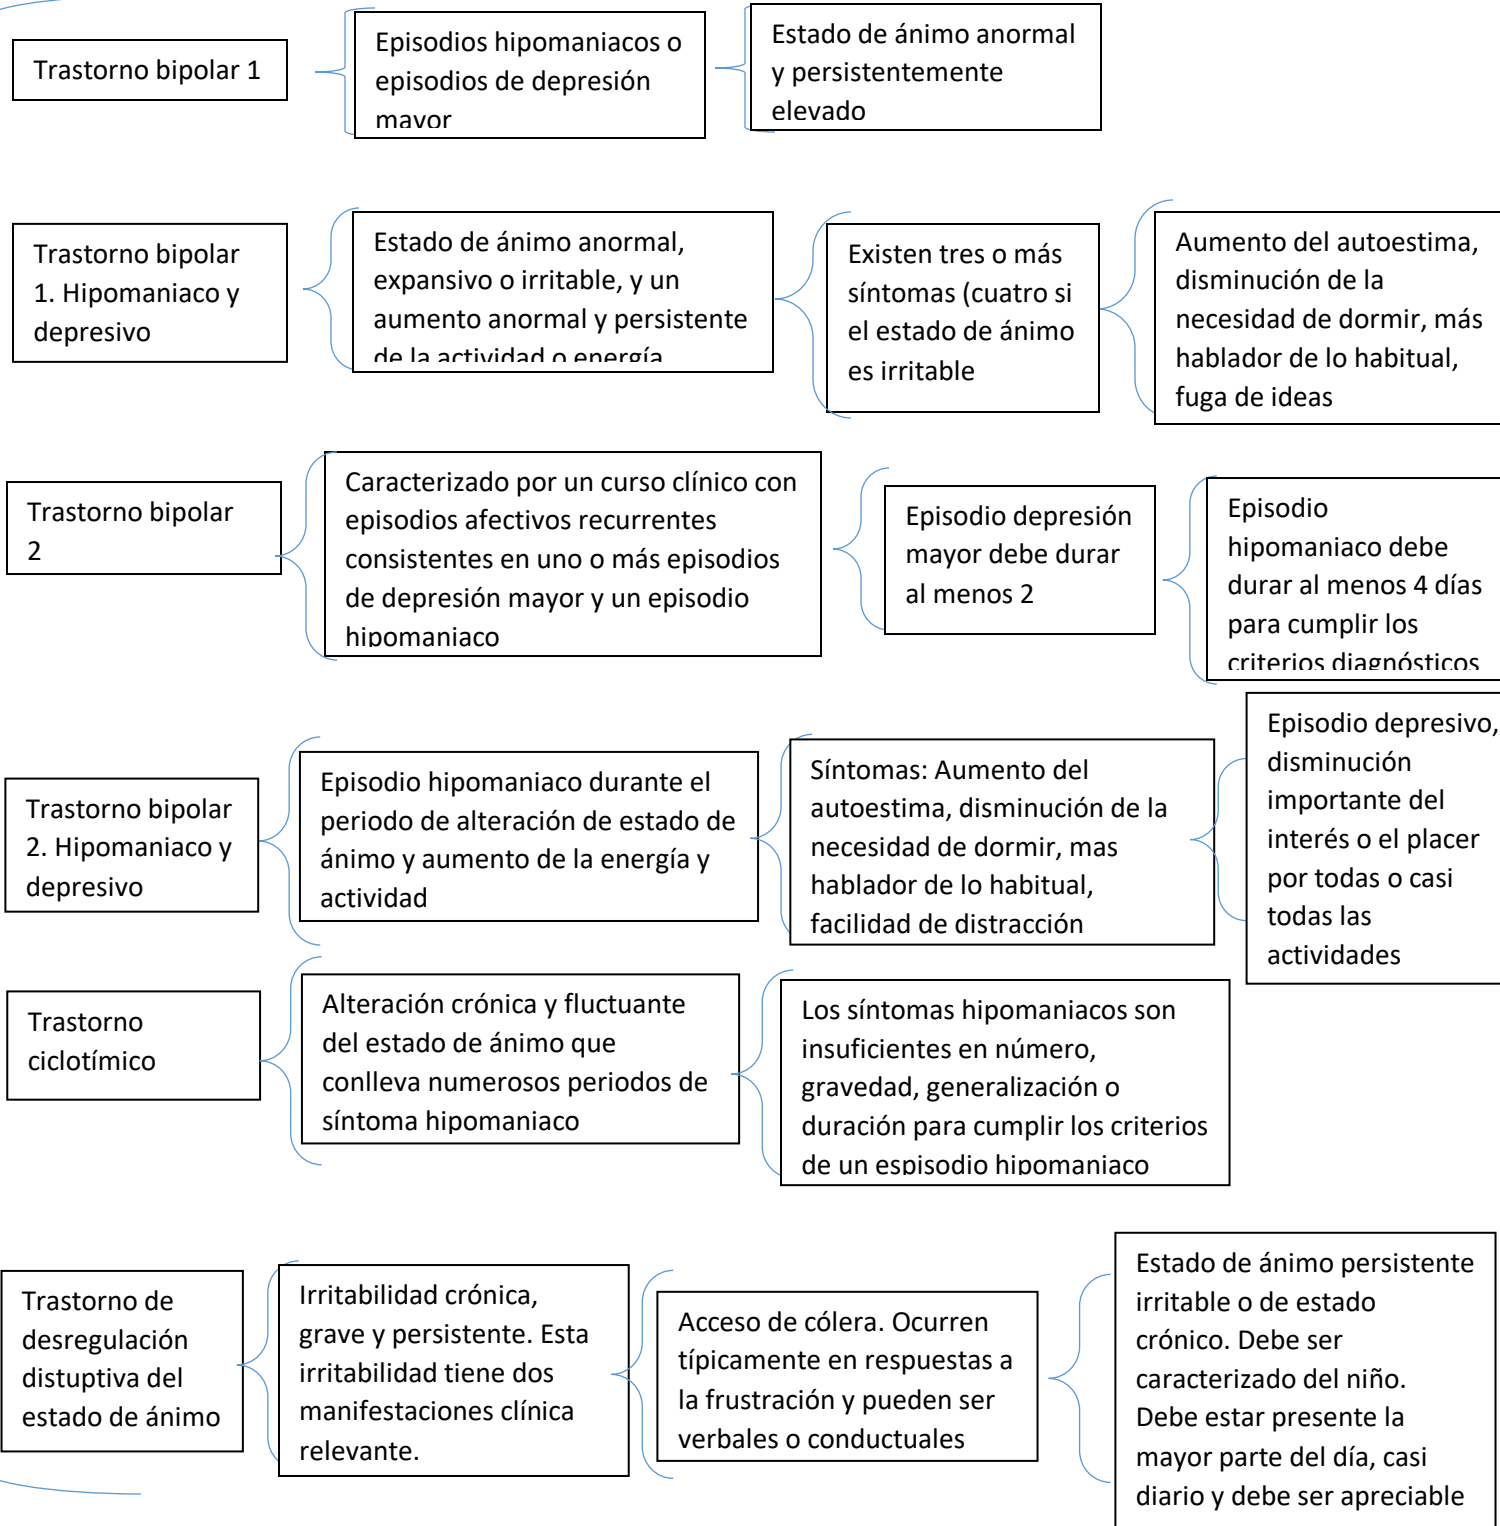 Trastorno bipolar 1
Episodios hipomaniacos o
episodios de depresión
mayor
Estado de ánimo anormal
y persistentemente
elevado
Trastorno bipolar
1. Hipomaniaco y
depresivo
Estado de ánimo anormal,
expansivo o irritable, y un
aumento anormal y persistente
de la actividad o energía
Existen tres o más
síntomas (cuatro si
el estado de ánimo
es irritable
Aumento del autoestima,
disminución de la
necesidad de dormir, más
hablador de lo habitual,
fuga de ideas
Trastorno bipolar
2
Caracterizado por un curso clínico con
episodios afectivos recurrentes
consistentes en uno o más episodios
de depresión mayor y un episodio
hipomaniaco
Episodio depresión
mayor debe durar
al menos 2
Episodio
hipomaniaco debe
durar al menos 4 días
para cumplir los
criterios diagnósticos
Trastorno bipolar
2. Hipomaniaco y
depresivo
Episodio hipomaniaco durante el
periodo de alteración de estado de
ánimo y aumento de la energía y
actividad
Síntomas: Aumento del
autoestima, disminución de la
necesidad de dormir, mas
hablador de lo habitual,
facilidad de distracción
Episodio depresivo,
disminución
importante del
interés o el placer
por todas o casi
todas las
actividades
Trastorno
ciclotímico
Alteración crónica y fluctuante
del estado de ánimo que
conlleva numerosos periodos de
síntoma hipomaniaco
Los síntomas hipomaniacos son
insuficientes en número,
gravedad, generalización o
duración para cumplir los criterios
de un espisodio hipomaniaco
Trastorno de
desregulación
distuptiva del
estado de ánimo
Irritabilidad crónica,
grave y persistente. Esta
irritabilidad tiene dos
manifestaciones clínica
relevante.
Acceso de cólera. Ocurren
típicamente en respuestas a
la frustración y pueden ser
verbales o conductuales
Estado de ánimo persistente
irritable o de estado
crónico. Debe ser
caracterizado del niño.
Debe estar presente la
mayor parte del día, casi
diario y debe ser apreciable